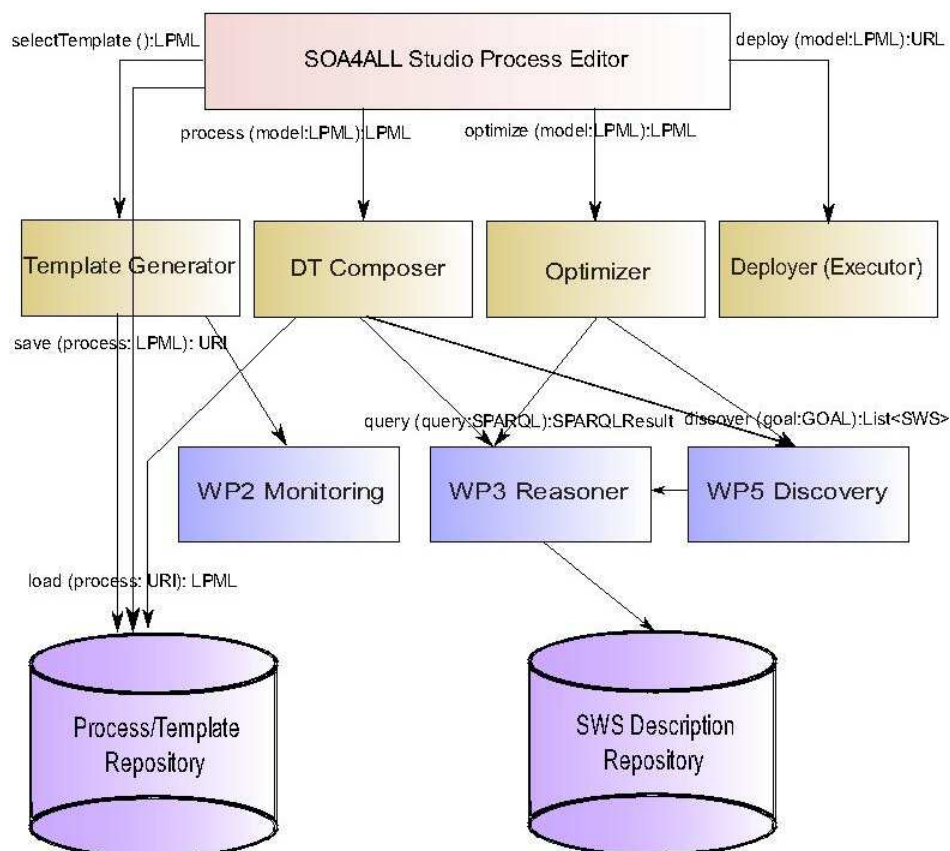 selectTemplate ():LPML
deploy (model:LPML):URL
SOA4ALL Studio Process Editor
process (model:LPML):LPML
optimize (model:LPML):LPML
Template Generator
DT Composer
Optimizer
Deployer (Executor)
save (process: LPML): URI
query (query:SPARQL):SPARQLResult
discover (goal:GOAL):List<SWS>
WP2 Monitoring
WP3 Reasoner
WP5 Discovery
load (process: URI): LPML
Process/Template
Repository
SWS Description
Repository